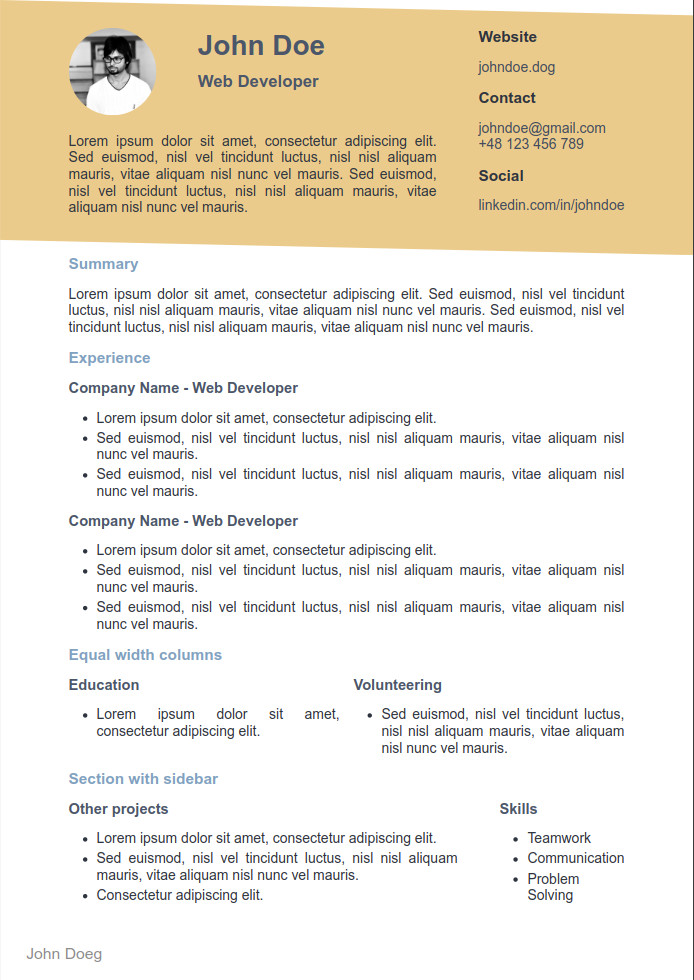 John Doe
Web Developer
Lorem ipsum dolor sit amet, consectetur adipiscing elit.
Sed euismod, nisl vel tincidunt luctus, nisl nisl aliquam
mauris, vitae aliquam nisl nunc vel mauris. Sed euismod,
nisl vel tincidunt luctus, nisl nisl aliquam mauris, vitae
aliquam nisl nunc vel mauris.
Website
johndoe.dog
Contact
johndoe@gmail.com
+48 123 456 789
Social
linkedin.com/in/johndoe
Summary
Lorem ipsum dolor sit amet, consectetur adipiscing elit. Sed euismod, nisl vel tincidunt
luctus, nisl nisl aliquam mauris, vitae aliquam nisl nunc vel mauris. Sed euismod, nisl vel
tincidunt luctus, nisl nisl aliquam mauris, vitae aliquam nisl nunc vel mauris.
Experience
Company Name - Web Developer
• Lorem ipsum dolor sit amet, consectetur adipiscing elit.
• Sed euismod, nisl vel tincidunt luctus, nisl nisl aliquam mauris, vitae aliquam nisl
nunc vel mauris.
• Sed euismod, nisl vel tincidunt luctus, nisl nisl aliquam mauris, vitae aliquam nisl
nunc vel mauris.
Company Name - Web Developer
• Lorem ipsum dolor sit amet, consectetur adipiscing elit.
• Sed euismod, nisl vel tincidunt luctus, nisl nisl aliquam mauris, vitae aliquam nisl
nunc vel mauris.
• Sed euismod, nisl vel tincidunt luctus, nisl nisl aliquam mauris, vitae aliquam nisl
nunc vel mauris.
Equal width columns
Education
• Lorem ipsum dolor sit amet,
consectetur adipiscing elit.
Volunteering
• Sed euismod, nisl vel tincidunt luctus,
nisl nisl aliquam mauris, vitae aliquam
nisl nunc vel mauris.
Section with sidebar
Other projects
• Lorem ipsum dolor sit amet, consectetur adipiscing elit.
• Sed euismod, nisl vel tincidunt luctus, nisl nisl aliquam
mauris, vitae aliquam nisl nunc vel mauris.
• Consectetur adipiscing elit.
Skills
• Teamwork
• Communication
• Problem
Solving
John Doeg